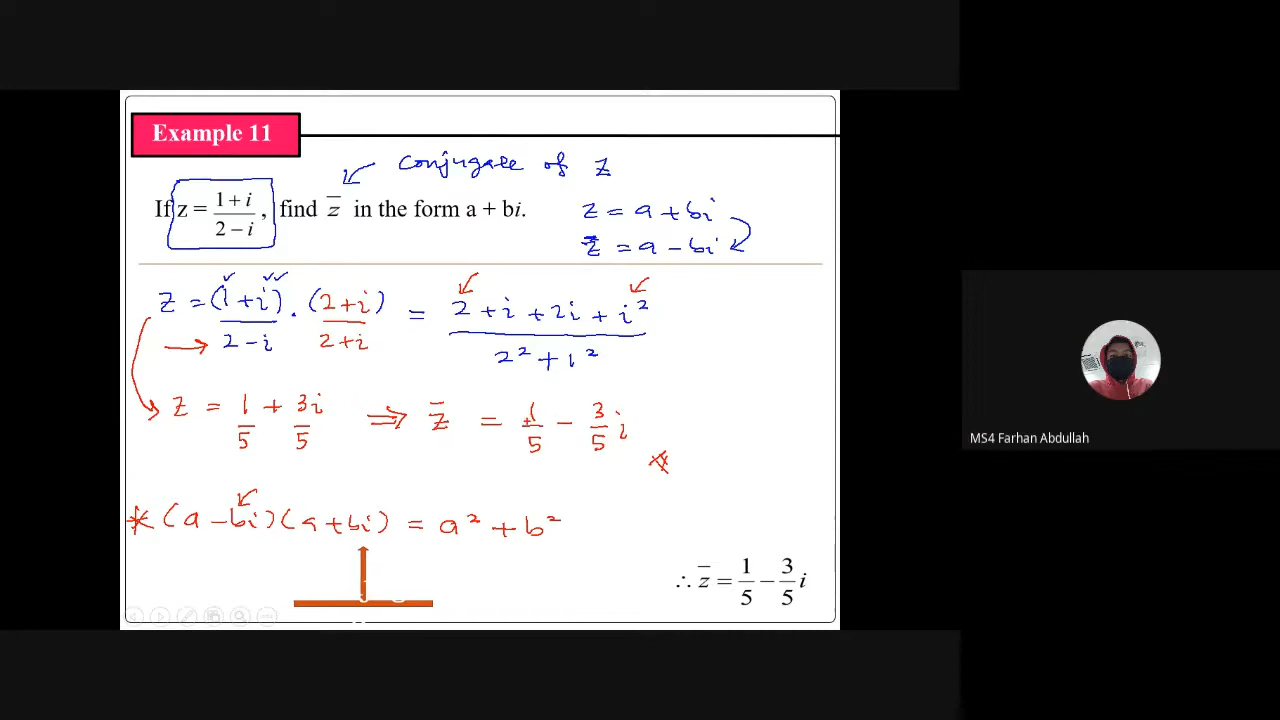 Example 11
conjugate of z
If z = (1 + i)/(2 − i), find z̅ in the form a + bi.
z = a + bi
z̅ = a − bi
z = (1 + i)/(2 − i) · (2 + i)/(2 + i) = (2 + i + 2i + i²)/(2² + 1²)
z = 1/5 + 3i/5 ⇒ z̅ = 1/5 − 3/5 i
* (a − bi)(a + bi) = a² + b²
∴ z̅ = 1/5 − 3/5 i
MS4 Farhan Abdullah